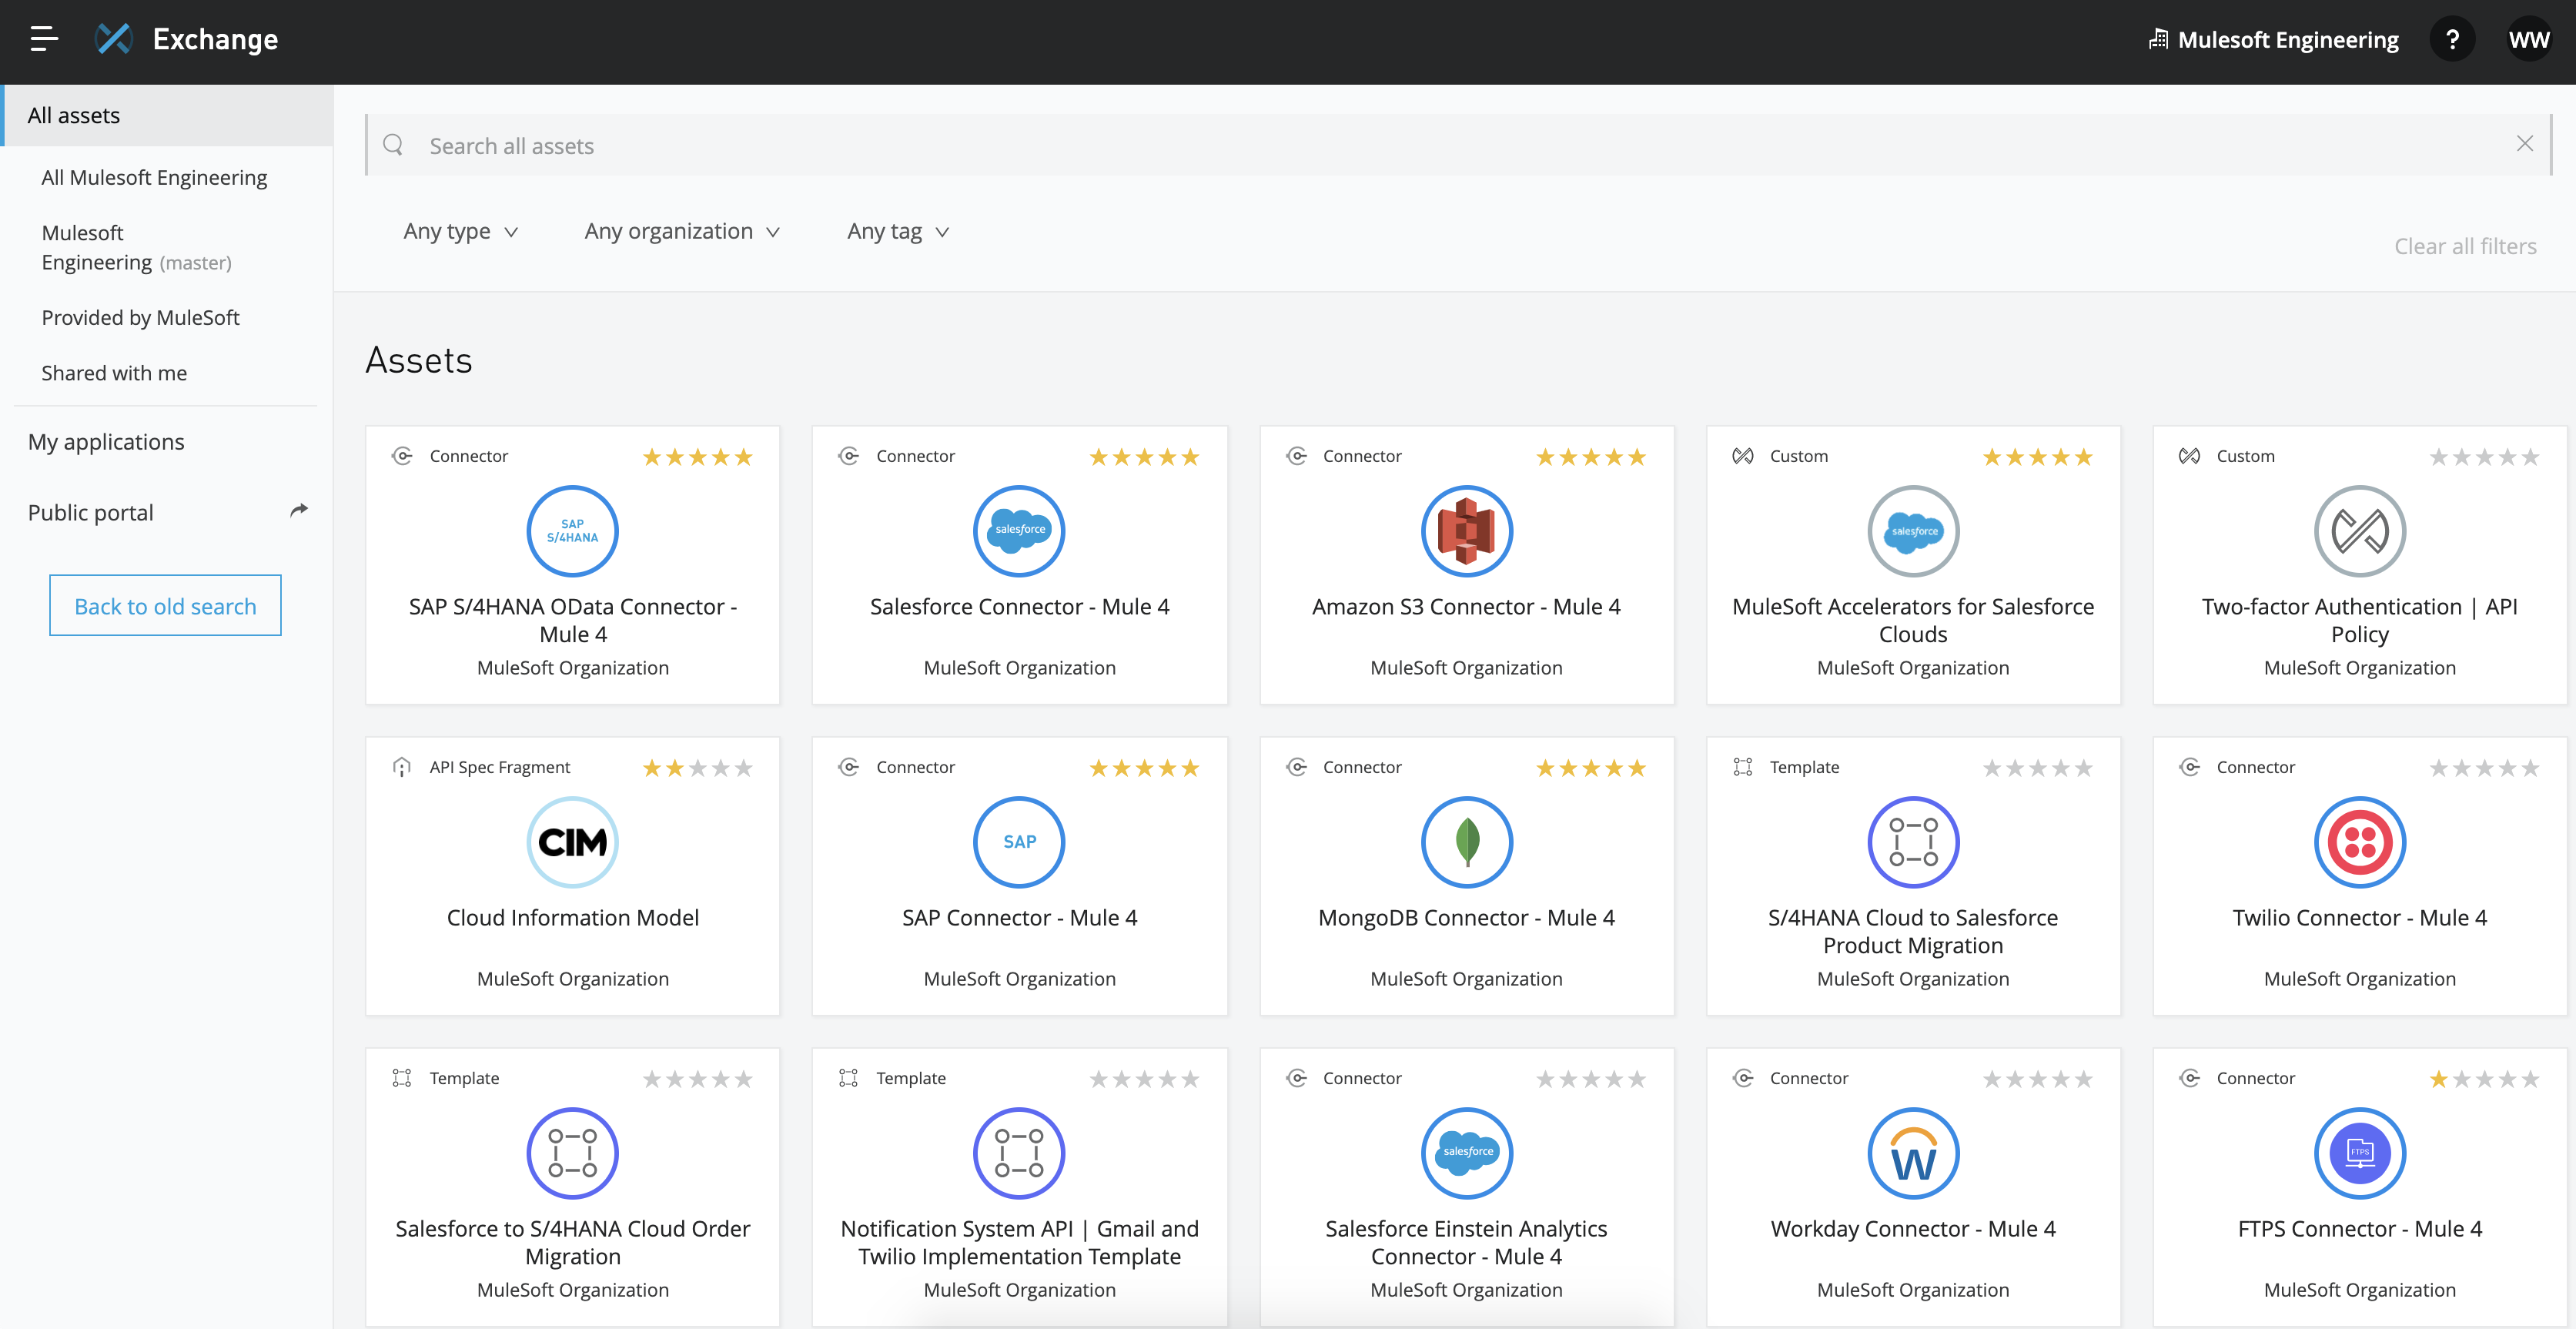 Exchange
Mulesoft Engineering
?
WW
All assets
All Mulesoft Engineering
Mulesoft
Engineering (master)
Provided by MuleSoft
Shared with me
My applications
Public portal
Back to old search
Search all assets
Any type
Any organization
Any tag
Clear all filters
Assets
Connector
SAP
S/4HANA
SAP S/4HANA OData Connector -
Mule 4
MuleSoft Organization
Connector
salesforce
Salesforce Connector - Mule 4
MuleSoft Organization
Connector
Amazon S3 Connector - Mule 4
MuleSoft Organization
Custom
salesforce
MuleSoft Accelerators for Salesforce
Clouds
MuleSoft Organization
Custom
Two-factor Authentication | API
Policy
MuleSoft Organization
API Spec Fragment
CIM
Cloud Information Model
MuleSoft Organization
Connector
SAP
SAP Connector - Mule 4
MuleSoft Organization
Connector
MongoDB Connector - Mule 4
MuleSoft Organization
Template
S/4HANA Cloud to Salesforce
Product Migration
MuleSoft Organization
Connector
Twilio Connector - Mule 4
MuleSoft Organization
Template
Salesforce to S/4HANA Cloud Order
Migration
MuleSoft Organization
Template
Notification System API | Gmail and
Twilio Implementation Template
MuleSoft Organization
Connector
salesforce
Salesforce Einstein Analytics
Connector - Mule 4
MuleSoft Organization
Connector
W
Workday Connector - Mule 4
MuleSoft Organization
Connector
FTPS
FTPS Connector - Mule 4
MuleSoft Organization